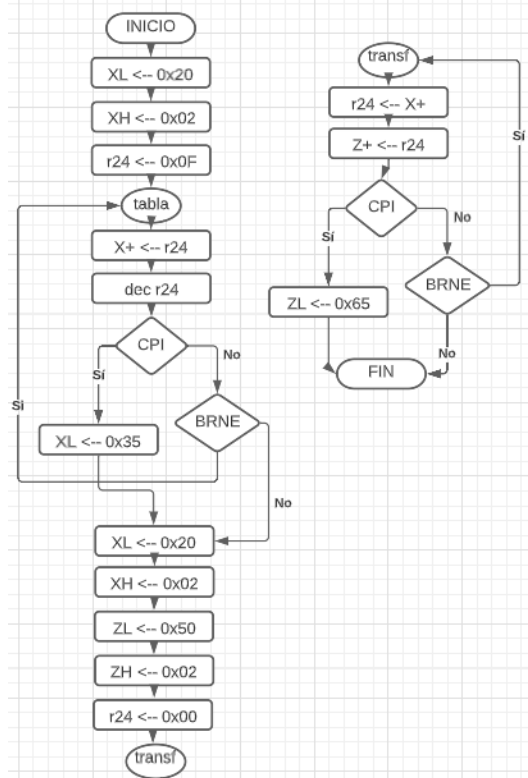 INICIO
XL <-- 0x20
XH <-- 0x02
r24 <-- 0x0F
tabla
X+ <-- r24
dec r24
CPI
Sí
No
Sí
BRNE
XL <-- 0x35
No
XL <-- 0x20
XH <-- 0x02
ZL <-- 0x50
ZH <-- 0x02
r24 <-- 0x00
transf
transf
r24 <-- X+
Z+ <-- r24
Sí
CPI
No
Sí
BRNE
ZL <-- 0x65
No
FIN